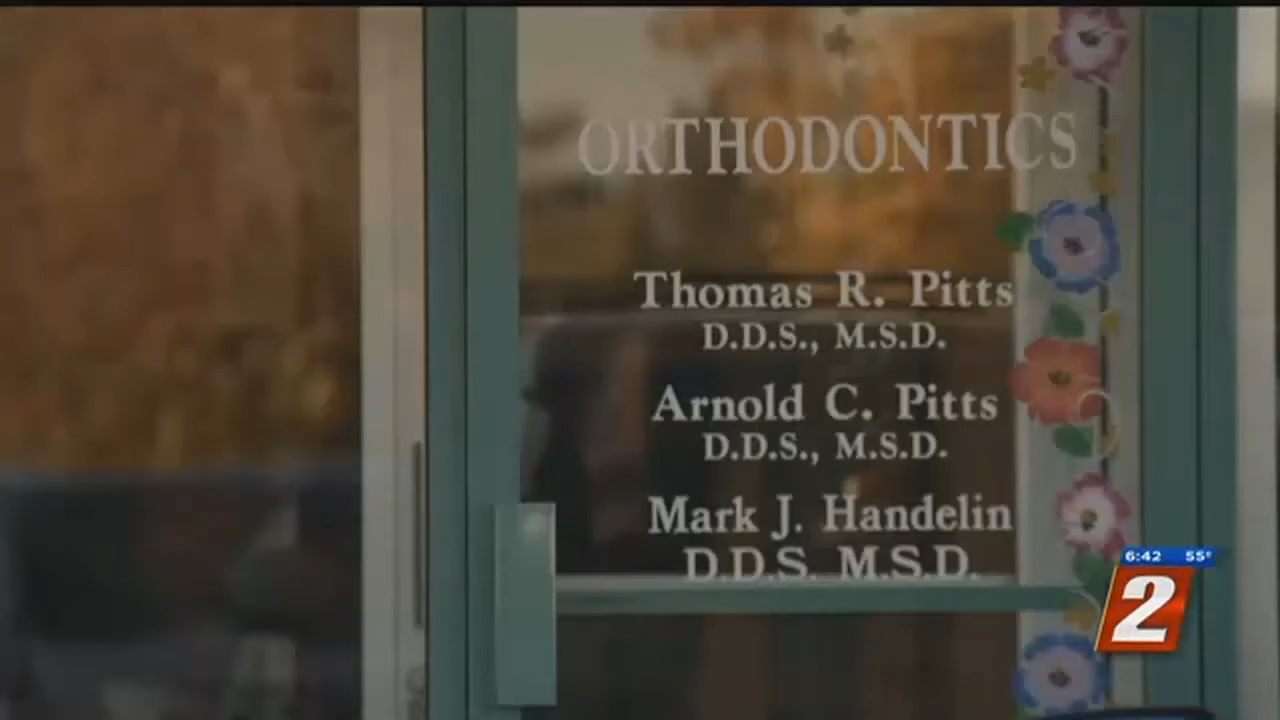 ORTHODONTICS
Thomas R. Pitts
D.D.S., M.S.D.
Arnold C. Pitts
D.D.S., M.S.D.
Mark J. Handelin
D.D.S. M.S.D.
6:42 55°
2